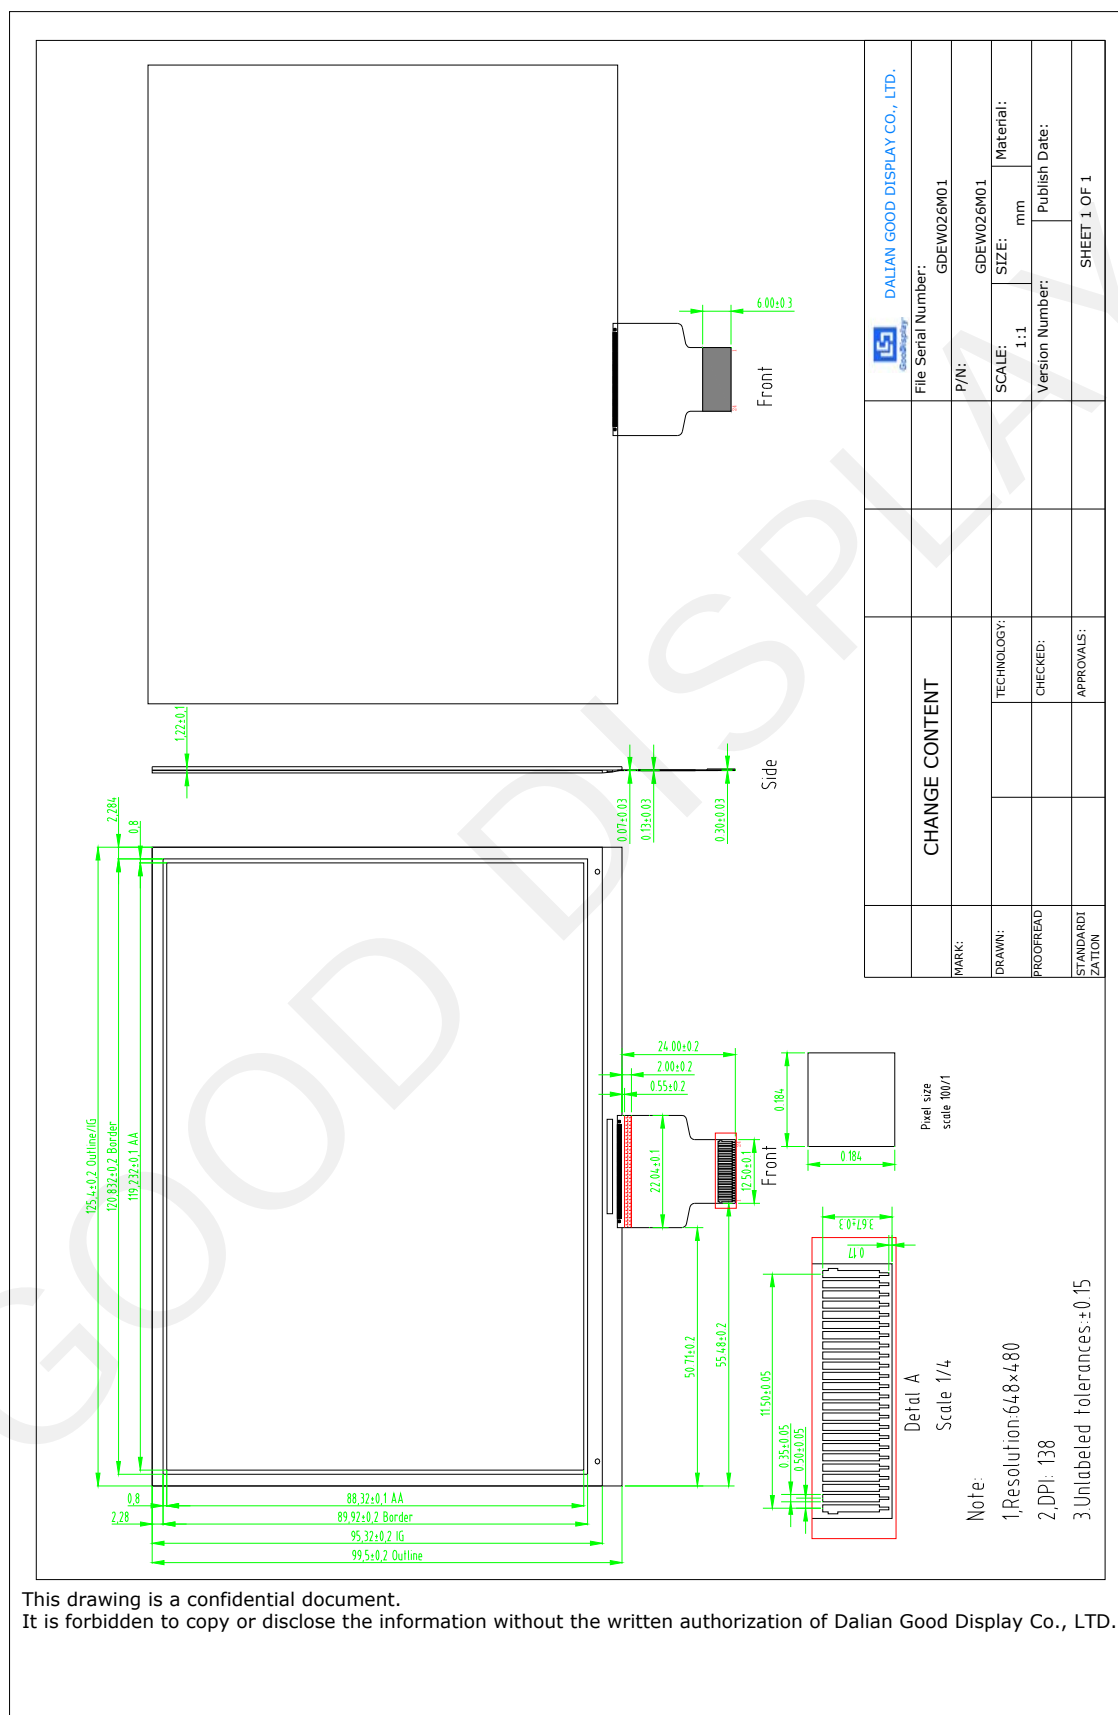 DALIAN GOOD DISPLAY CO., LTD.
GooDisplay
File Serial Number:
GDEW026M01
P/N:
GDEW026M01
SCALE:
1:1
SIZE:
mm
Material:
Version Number:
Publish Date:
SHEET 1 OF 1
CHANGE CONTENT
MARK:
DRAWN:
TECHNOLOGY:
PROOFREAD
CHECKED:
STANDARDI
ZATION
APPROVALS:
6.00±0.3
Front
1,22±0,1
0.07±0.03
0.13±0.03
0.30±0.03
Side
2,284
0,8
125,4±0,2 Outline/IG
120,832±0,2 Border
119,232±0,1 AA
0,8
88,32±0,1 AA
2,28
89,92±0,2 Border
95,32±0,2 IG
99,5±0,2 Outline
24.00±0.2
2.00±0.2
0.55±0.2
22.04±0.1
12.50±0.1
Front
50.71±0.2
55.48±0.2
0.184
0.184
Pixel size
scale 100/1
3.67±0.3
0.17
11.50±0.05
0.35±0.05
0.50±0.05
Detal A
Scale 1/4
Note:
1,Resolution:648×480
2,DPI: 138
3.Unlabeled tolerances:±0.15
GOOD DISPLAY
This drawing is a confidential document.
It is forbidden to copy or disclose the information without the written authorization of Dalian Good Display Co., LTD.